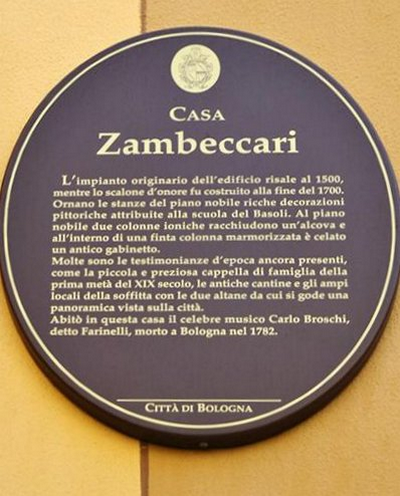 CASA
Zambeccari
L'impianto originario dell'edificio risale al 1500,
mentre lo scalone d'onore fu costruito alla fine del 1700.
Ornano le stanze del piano nobile ricche decorazioni
pittoriche attribuite alla scuola del Basoli. Al piano
nobile due colonne ioniche racchiudono un'alcova e
all'interno di una finta colonna marmorizzata è celato
un antico gabinetto.
Molte sono le testimonianze d'epoca ancora presenti,
come la piccola e preziosa cappella di famiglia della
prima metà del XIX secolo, le antiche cantine e gli ampi
locali della soffitta con le due altane da cui si gode una
panoramica vista sulla città.
Abitò in questa casa il celebre musico Carlo Broschi,
detto Farinelli, morto a Bologna nel 1782.
CITTÀ DI BOLOGNA